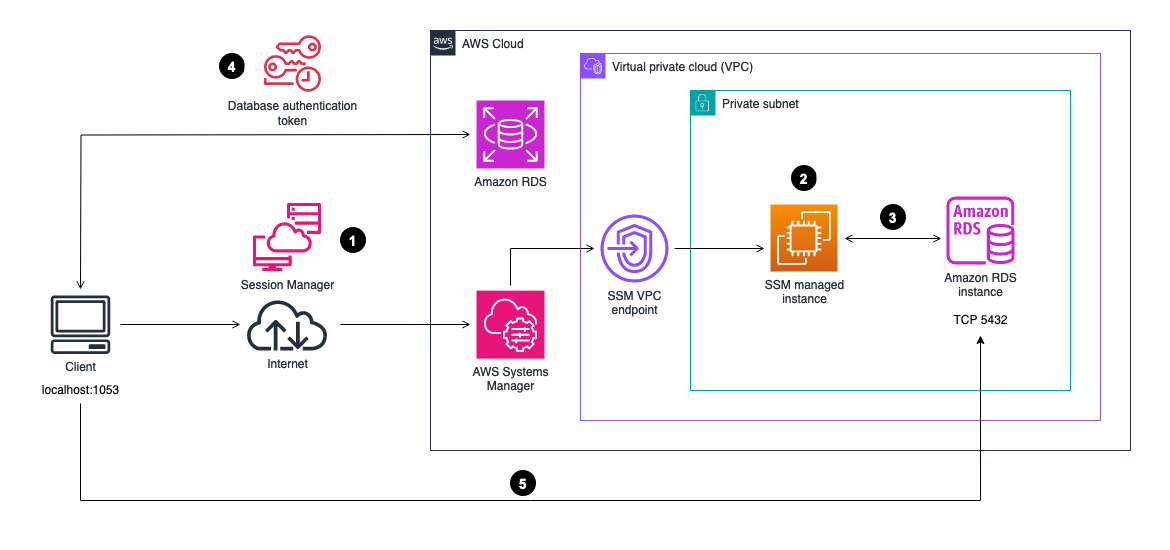 aws
AWS Cloud
Virtual private cloud (VPC)
Private subnet
4
Database authentication
token
Amazon RDS
1
Session Manager
2
3
Amazon
RDS
SSM VPC
endpoint
SSM managed
instance
Amazon RDS
instance
TCP 5432
Client
localhost:1053
Internet
AWS Systems
Manager
5